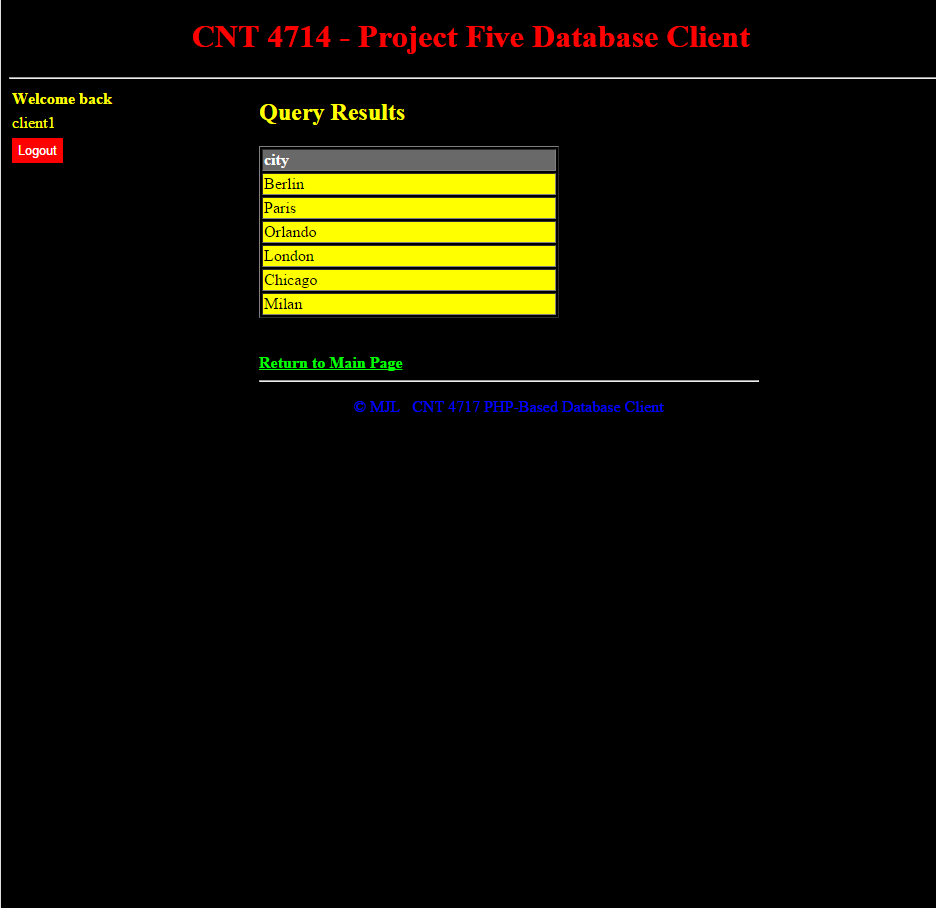 CNT 4714 - Project Five Database Client
Welcome back
client1
Logout
Query Results
city
Berlin
Paris
Orlando
London
Chicago
Milan
Return to Main Page
© MJL CNT 4717 PHP-Based Database Client